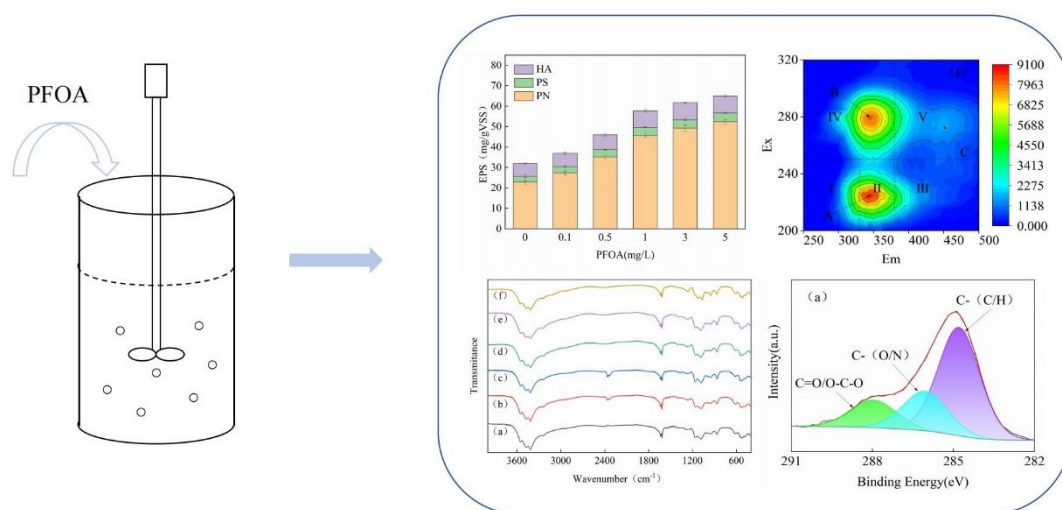 PFOA
HA
PS
PN
80
70
60
50
40
30
20
10
0
EPS (mg/gVSS)
0 0.1 0.5 1 3 5
PFOA(mg/L)
320
280
240
200
Ex
B
IV
V
C
I
II
III
A
250 300 350 400 450 500
Em
9100
7963
6825
5688
4550
3413
2275
1138
0.000
(f)
(e)
(d)
(c)
(b)
(a)
Transmitance
3600 3000 2400 1800 1200 600
Wavenumber (cm⁻¹)
(a)
C-(C/H)
C-(O/N)
C=O/O-C-O
Intensity(a.u.)
291 288 285 282
Binding Energy(eV)